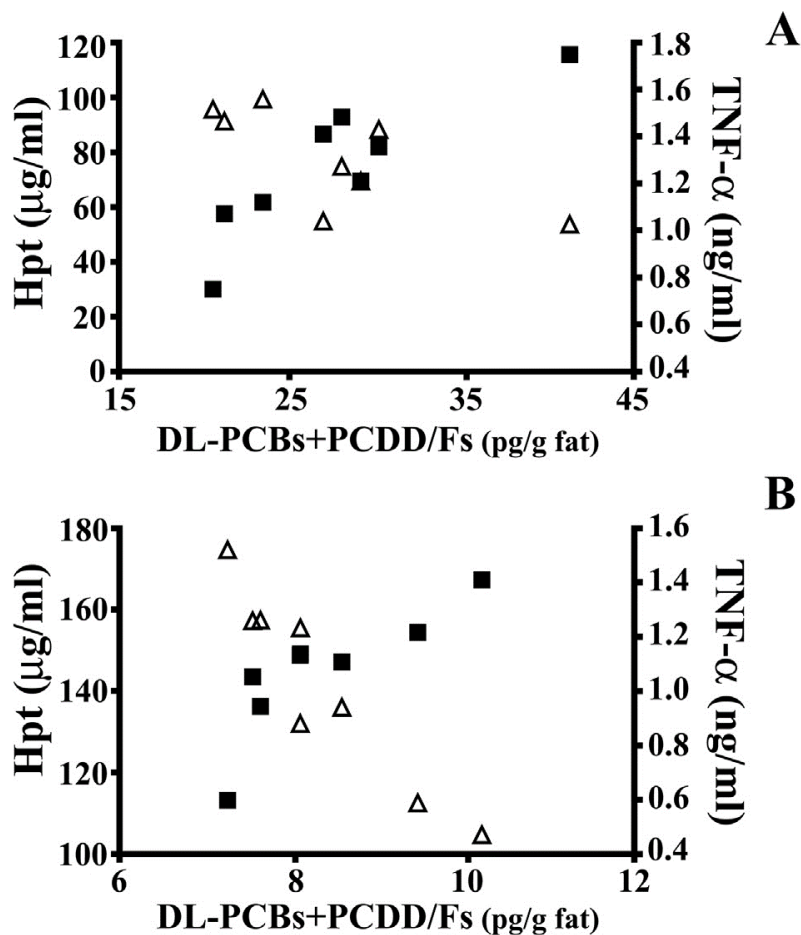 A
120
100
80
60
40
20
0
Hpt (µg/ml)
1.8
1.6
1.4
1.2
1.0
0.8
0.6
0.4
TNF-α (ng/ml)
15 25 35 45
DL-PCBs+PCDD/Fs (pg/g fat)
B
180
160
140
120
100
Hpt (µg/ml)
1.6
1.4
1.2
1.0
0.8
0.6
0.4
TNF-α (ng/ml)
6 8 10 12
DL-PCBs+PCDD/Fs (pg/g fat)